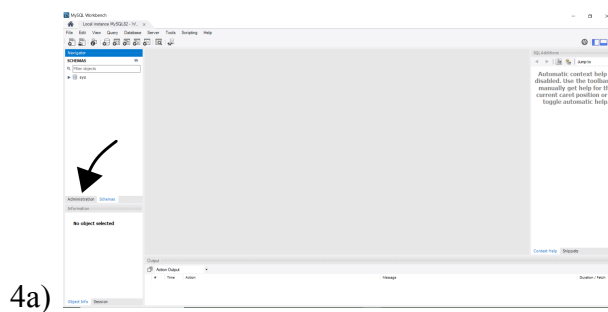 MySQL Workbench
Local instance MySQL82 - W... x
File Edit View Query Database Server Tools Scripting Help
Navigator
SQL Additions
SCHEMAS
Jump to
Filter objects
sys
Automatic context help
disabled. Use the toolbar
manually get help for th
current caret position or
toggle automatic help.
Administration Schemas
Information
No object selected
Context Help Snippets
Output
Action Output
# Time Action Message Duration / Fetch
4a)
Object Info Session